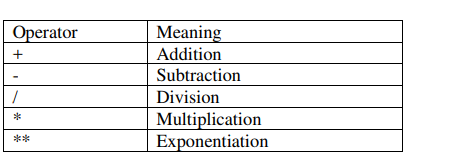 Operator Meaning
+ Addition
- Subtraction
/ Division
* Multiplication
** Exponentiation